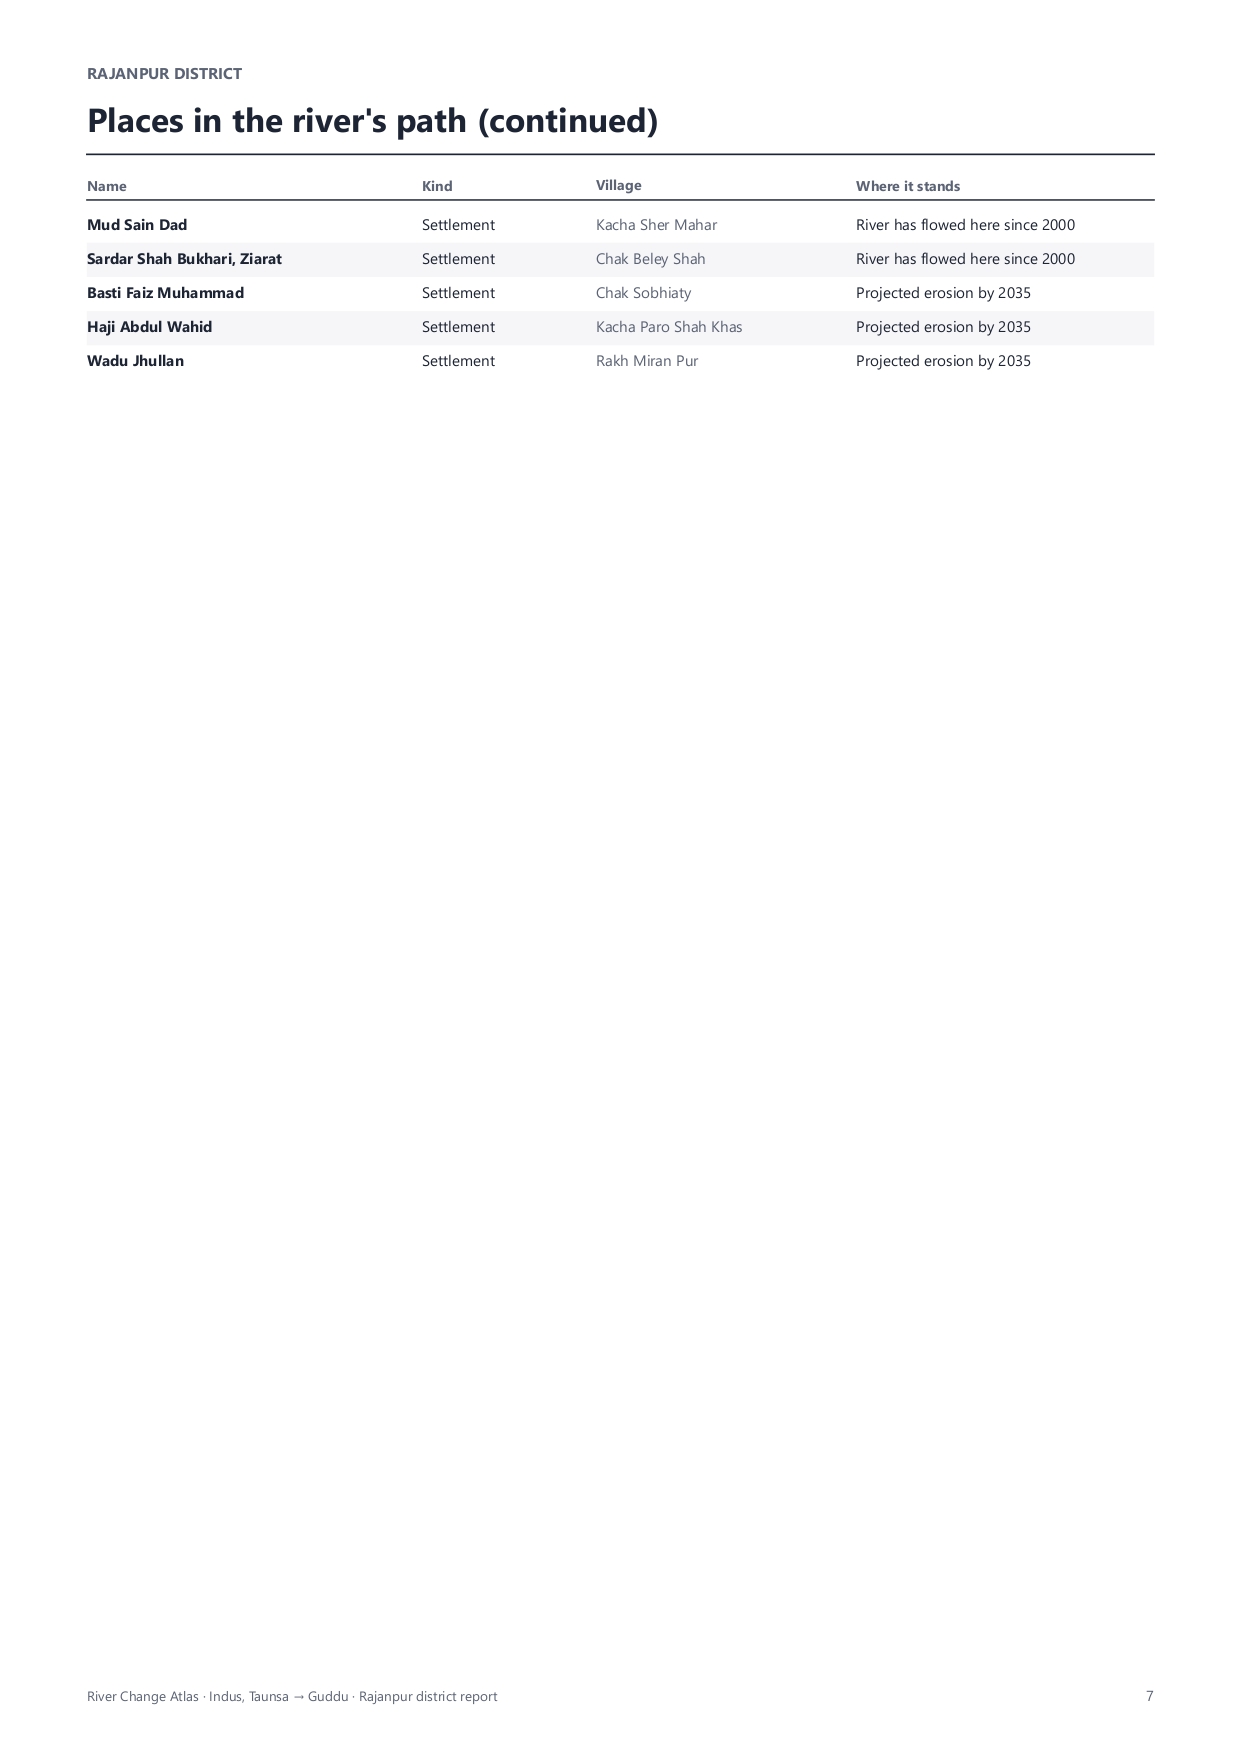 RAJANPUR DISTRICT
Places in the river's path (continued)
Name Kind Village Where it stands
Mud Sain Dad Settlement Kacha Sher Mahar River has flowed here since 2000
Sardar Shah Bukhari, Ziarat Settlement Chak Beley Shah River has flowed here since 2000
Basti Faiz Muhammad Settlement Chak Sobhiaty Projected erosion by 2035
Haji Abdul Wahid Settlement Kacha Paro Shah Khas Projected erosion by 2035
Wadu Jhullan Settlement Rakh Miran Pur Projected erosion by 2035
River Change Atlas · Indus, Taunsa → Guddu · Rajanpur district report 7